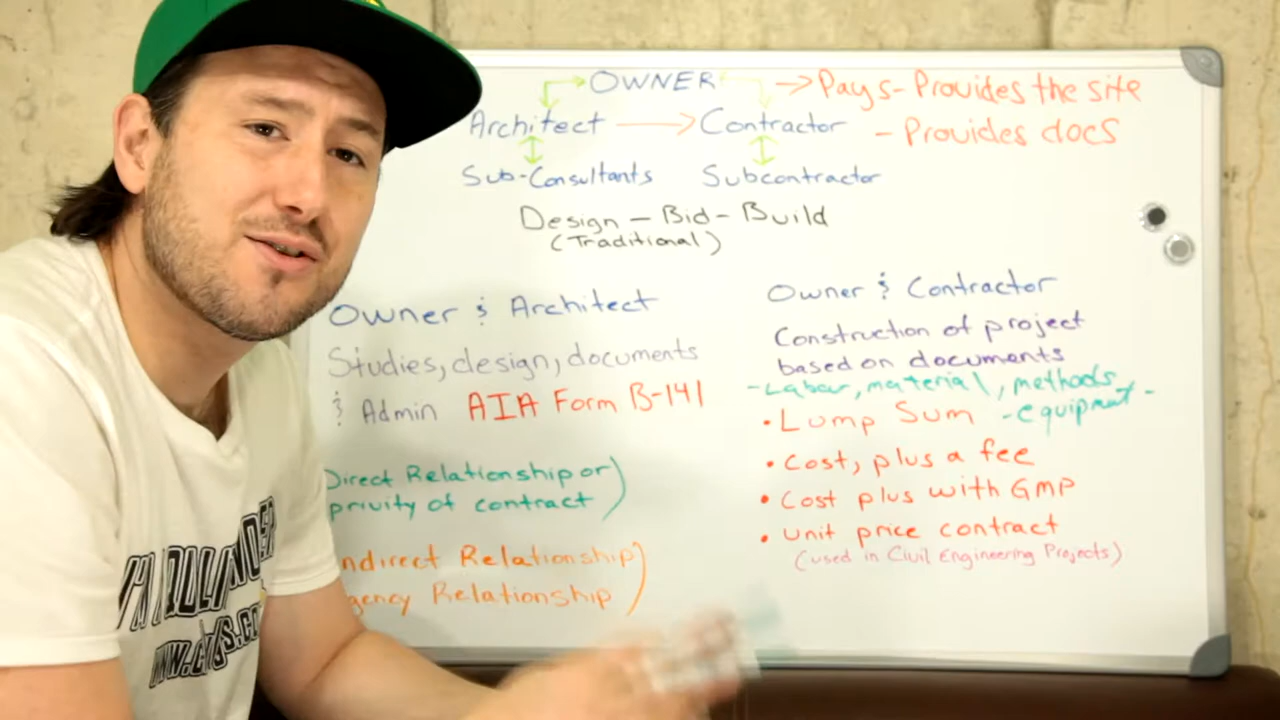 OWNER → Pays - Provides the site
Architect → Contractor - Provides docs
Sub-Consultants Subcontractor
Design - Bid - Build
(Traditional)
Owner & Architect
Studies, design, documents
& Admin AIA Form B-141
Direct Relationship or
privity of contract
ndirect Relationship
gency Relationship
Owner & Contractor
Construction of project
based on documents
- Labour, material, methods,
- equipment -
• Lump Sum
• Cost, plus a fee
• Cost plus with GMP
• unit price contract
(used in Civil Engineering Projects)